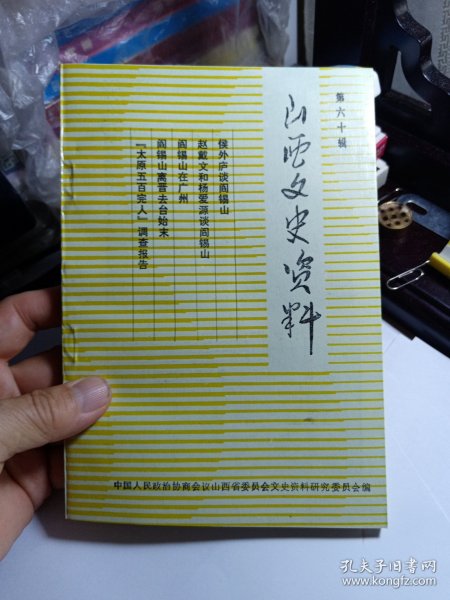 第六十辑
山西文史资料
侯外庐谈阎锡山
赵戴文和杨爱源谈阎锡山
阎锡山在广州
阎锡山离晋去台始末
「太原五百完人」调查报告
中国人民政治协商会议山西省委员会文史资料研究委员会编
孔夫子旧书网
www.kongfz.com